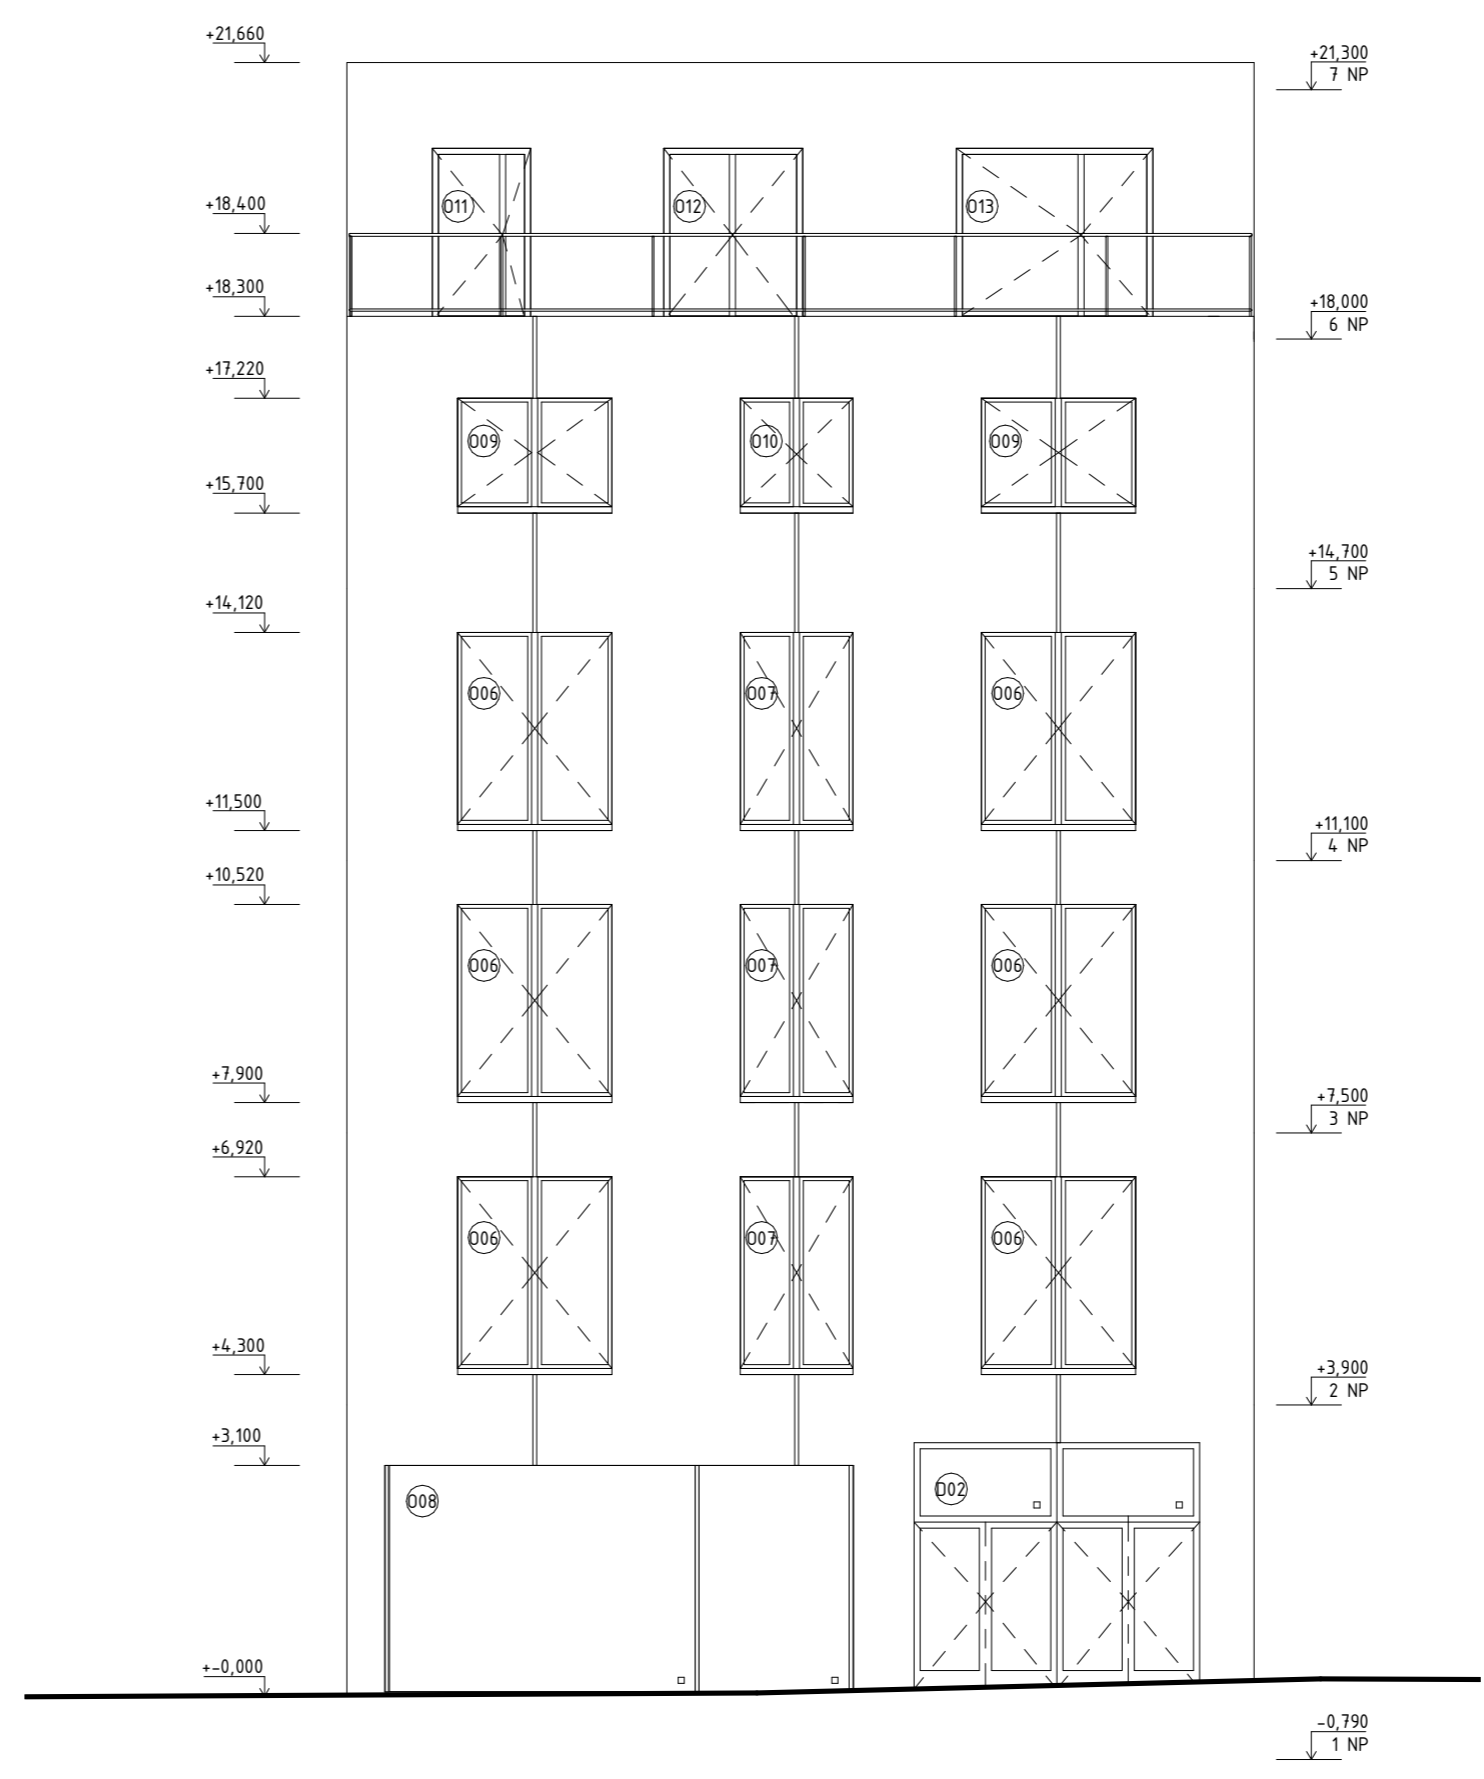 +21,660
+21,300
7 NP
O11
O12
O13
+18,400
+18,300
+18,000
6 NP
+17,220
O09
O10
O09
+15,700
+14,700
5 NP
+14,120
O06
O07
O06
+11,500
+11,100
4 NP
+10,520
O06
O07
O06
+7,900
+7,500
3 NP
+6,920
O06
O07
O06
+4,300
+3,900
2 NP
+3,100
O08
D02
+-0,000
-0,790
1 NP